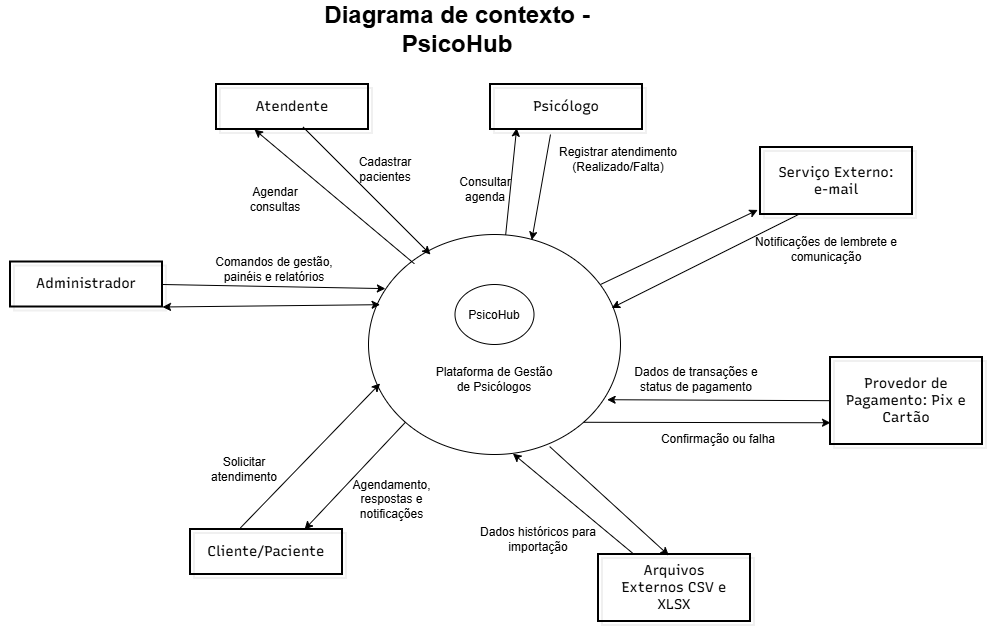 Diagrama de contexto -
PsicoHub
Atendente
Psicólogo
Registrar atendimento
(Realizado/Falta)
Cadastrar
pacientes
Consultar
agenda
Agendar
consultas
Serviço Externo:
e-mail
Notificações de lembrete e
comunicação
Comandos de gestão,
painéis e relatórios
Administrador
PsicoHub
Plataforma de Gestão
de Psicólogos
Dados de transações e
status de pagamento
Provedor de
Pagamento: Pix e
Cartão
Confirmação ou falha
Solicitar
atendimento
Agendamento,
respostas e
notificações
Dados históricos para
importação
Cliente/Paciente
Arquivos
Externos CSV e
XLSX